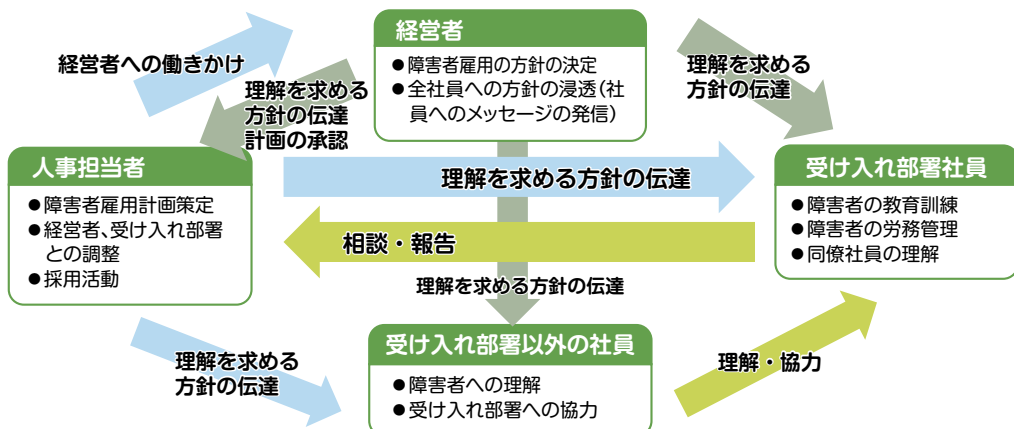 経営者
●障害者雇用の方針の決定
●全社員への方針の浸透(社
員へのメッセージの発信)
経営者への働きかけ
理解を求める
方針の伝達
計画の承認
理解を求める
方針の伝達
人事担当者
●障害者雇用計画策定
●経営者、受け入れ部署
との調整
●採用活動
理解を求める方針の伝達
相談・報告
理解を求める方針の伝達
受け入れ部署社員
●障害者の教育訓練
●障害者の労務管理
●同僚社員の理解
理解を求める
方針の伝達
受け入れ部署以外の社員
●障害者への理解
●受け入れ部署への協力
理解・協力